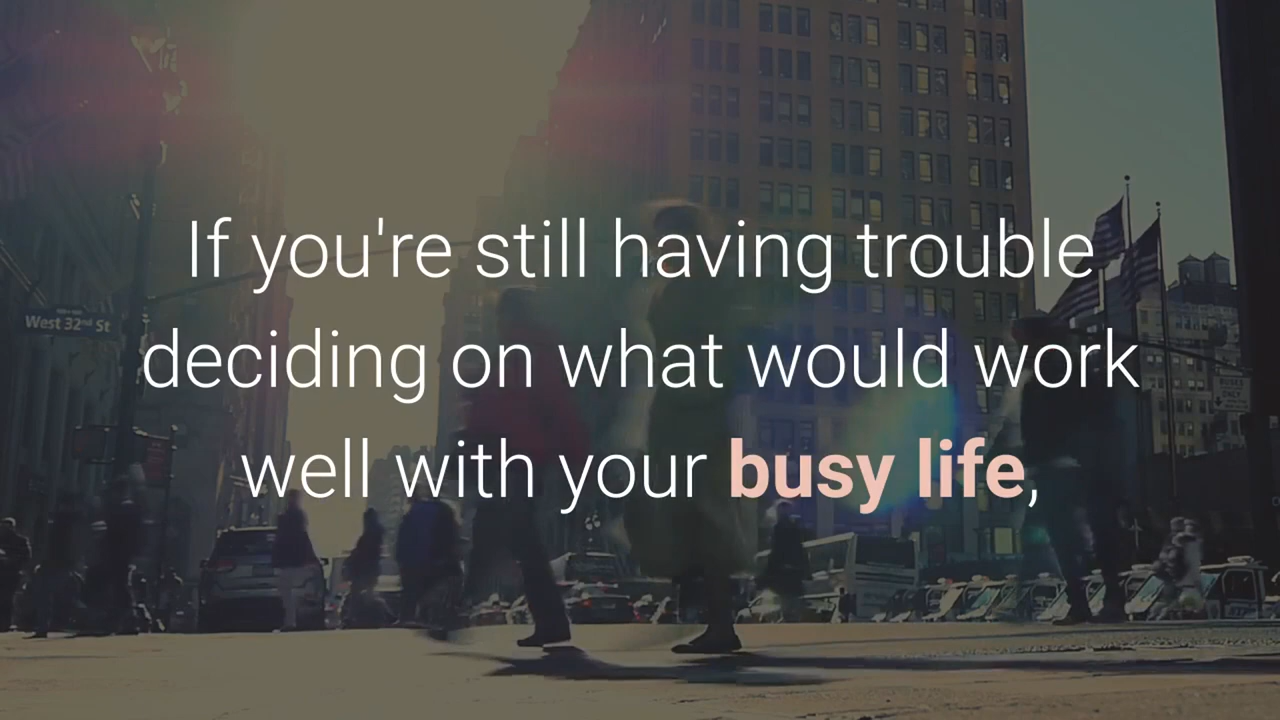 If you're still having trouble
deciding on what would work
well with your busy life,
West 32nd St